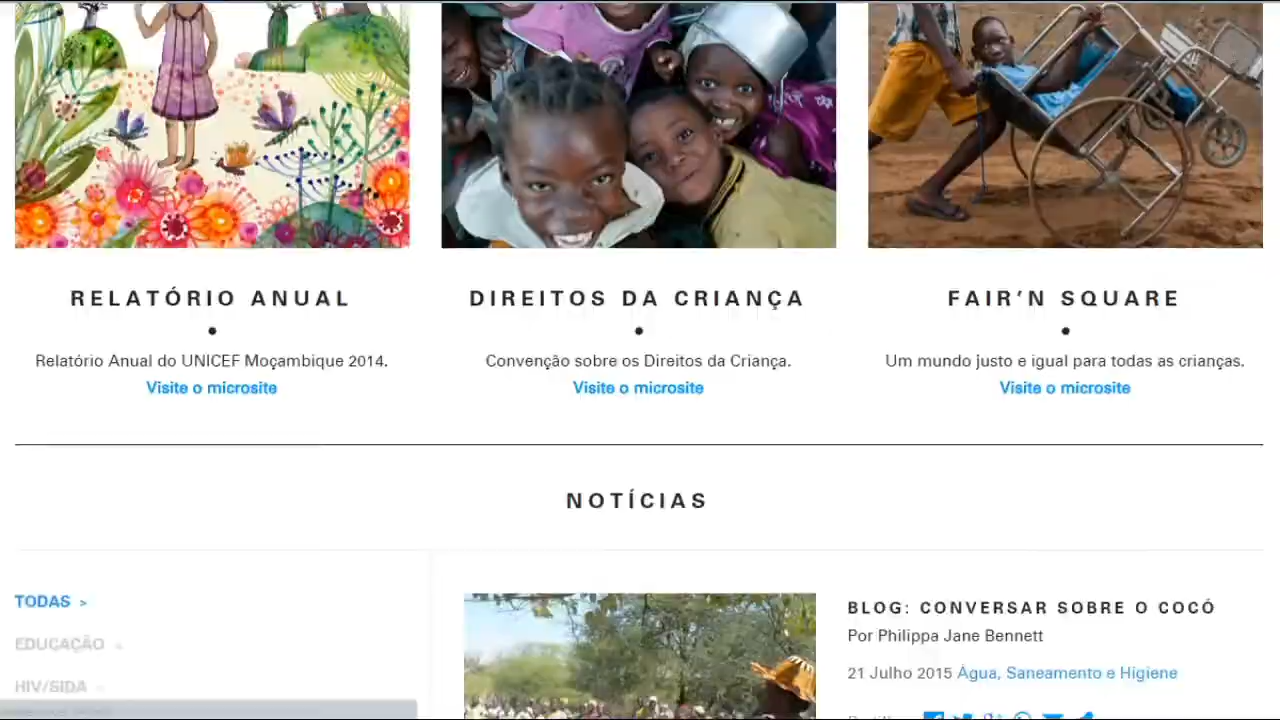 RELATÓRIO ANUAL
Relatório Anual do UNICEF Moçambique 2014.
Visite o microsite
DIREITOS DA CRIANÇA
Convenção sobre os Direitos da Criança.
Visite o microsite
FAIR’N SQUARE
Um mundo justo e igual para todas as crianças.
Visite o microsite
NOTÍCIAS
TODAS >
EDUCAÇÃO
HIV/SIDA
BLOG: CONVERSAR SOBRE O COCÓ
Por Philippa Jane Bennett
21 Julho 2015 Água, Saneamento e Higiene